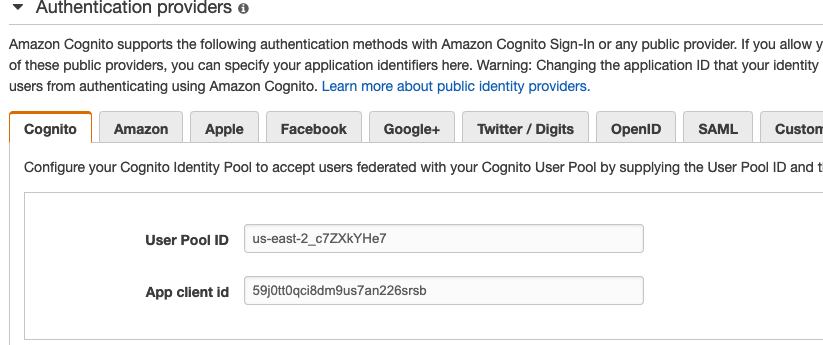 Authentication providers
Amazon Cognito supports the following authentication methods with Amazon Cognito Sign-In or any public provider. If you allow y
of these public providers, you can specify your application identifiers here. Warning: Changing the application ID that your identity
users from authenticating using Amazon Cognito. Learn more about public identity providers.
Cognito Amazon Apple Facebook Google+ Twitter / Digits OpenID SAML Custom
Configure your Cognito Identity Pool to accept users federated with your Cognito User Pool by supplying the User Pool ID and t
User Pool ID us-east-2_c7ZXkYHe7
App client id 59j0tt0qci8dm9us7an226srsb